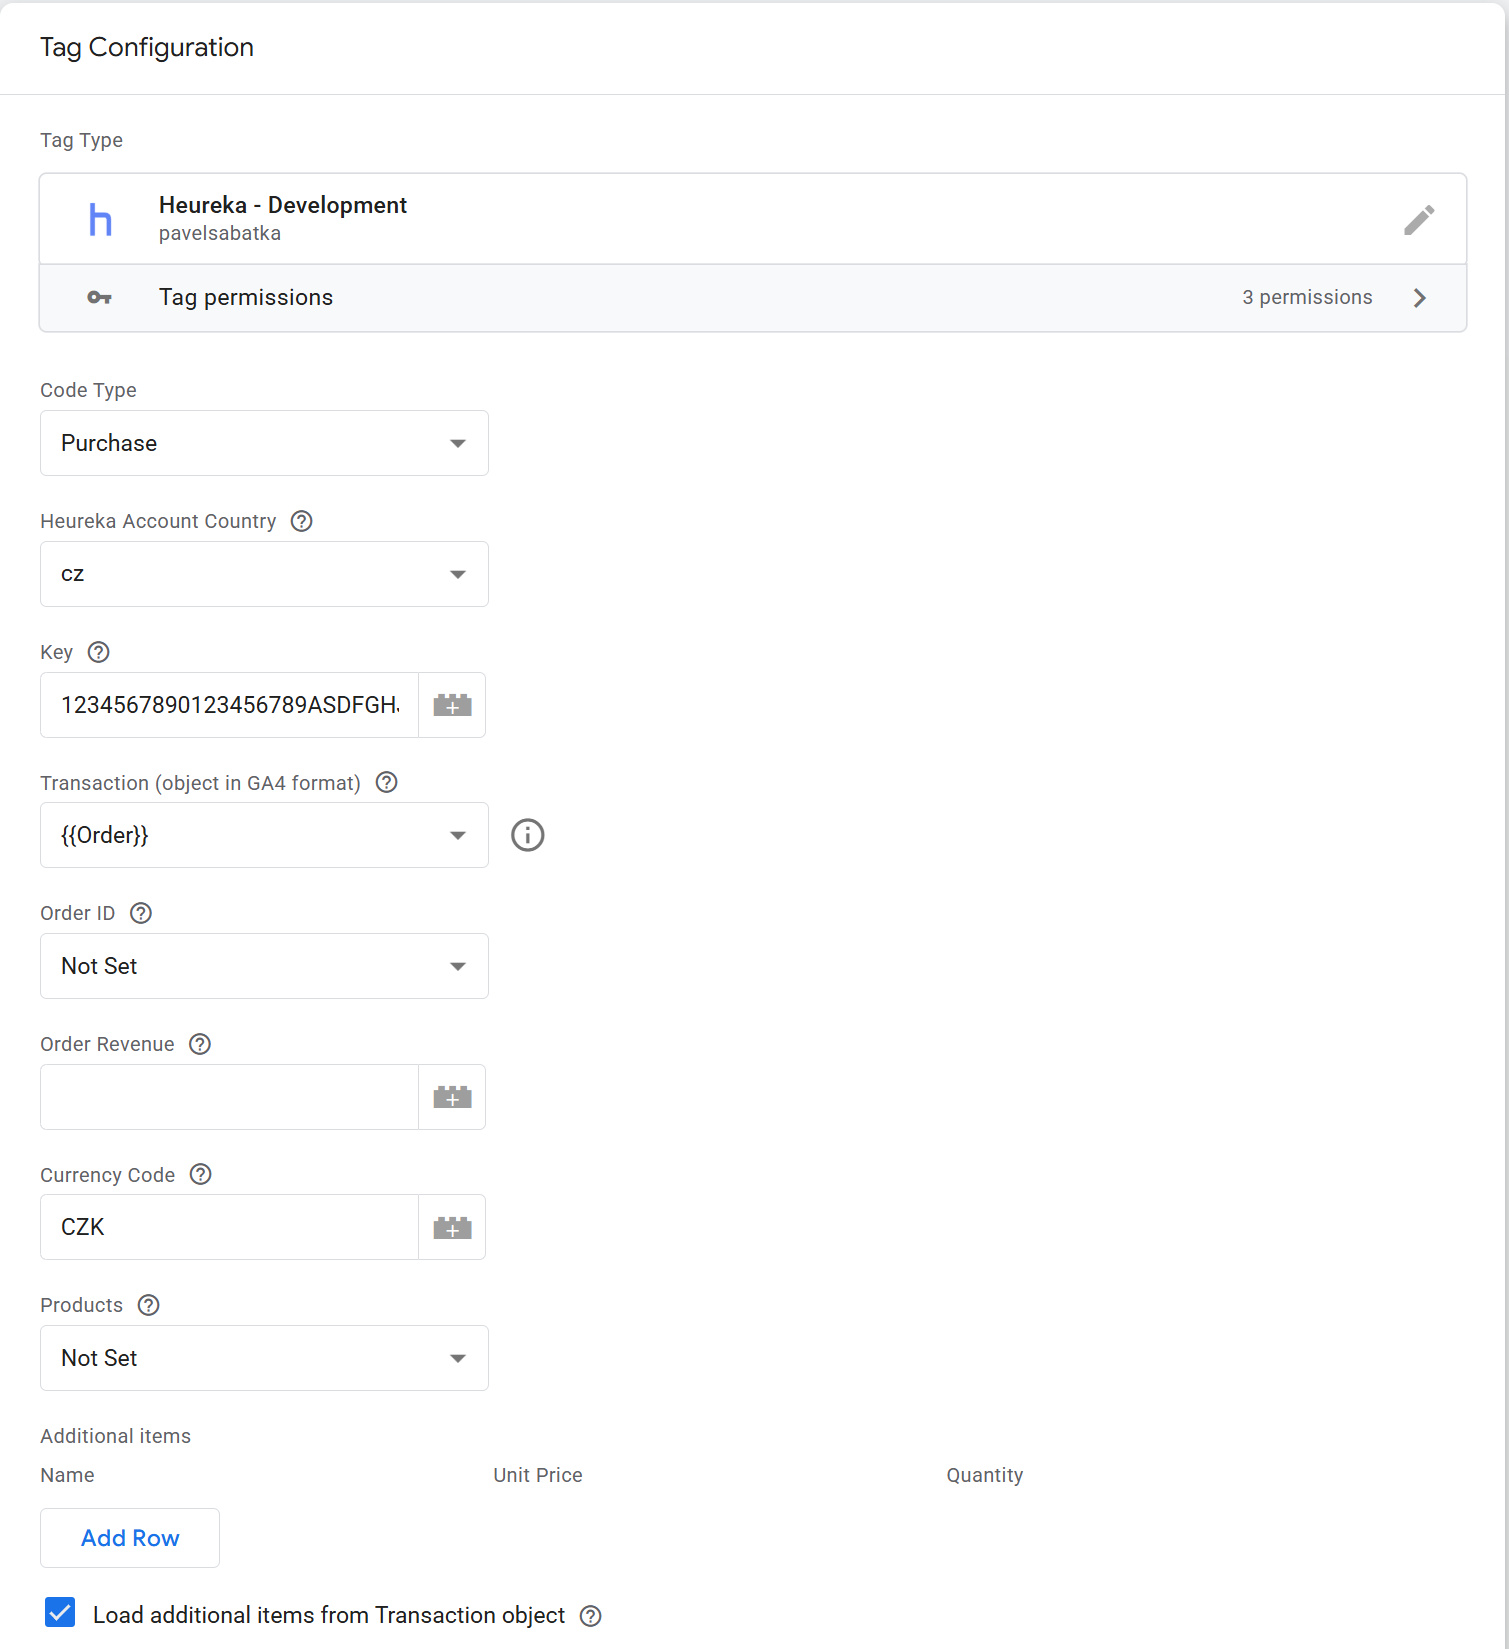 Tag Configuration
Tag Type
h
Heureka - Development
pavelsabatka
Tag permissions
3 permissions
Code Type
Purchase
Heureka Account Country ?
cz
Key ?
1234567890123456789ASDFGHJ
Transaction (object in GA4 format) ?
{{Order}}
Order ID ?
Not Set
Order Revenue ?
Currency Code ?
CZK
Products ?
Not Set
Additional items
Name Unit Price Quantity
Add Row
Load additional items from Transaction object ?